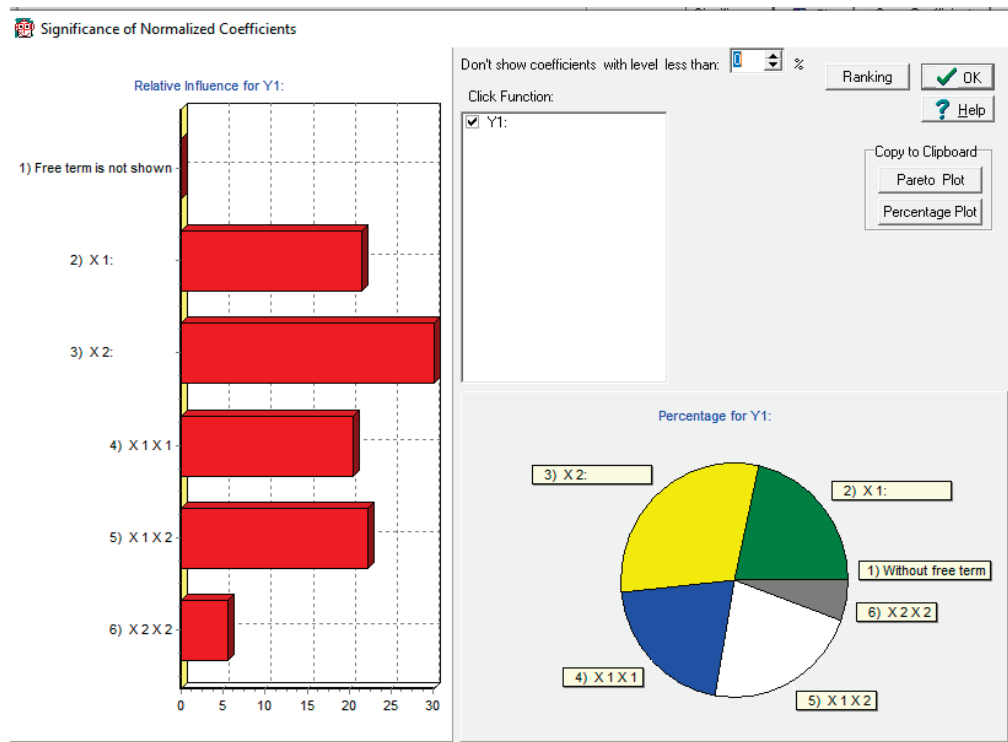 Significance of Normalized Coefficients
Relative Influence for Y1:
1) Free term is not shown
2) X 1:
3) X 2:
4) X 1 X 1
5) X 1 X 2
6) X 2 X 2
0 5 10 15 20 25 30
Don't show coefficients with level less than: 0 %
Ranking
OK
Help
Click Function:
Y1:
Copy to Clipboard
Pareto Plot
Percentage Plot
Percentage for Y1:
3) X 2:
2) X 1:
1) Without free term
6) X 2 X 2
4) X 1 X 1
5) X 1 X 2